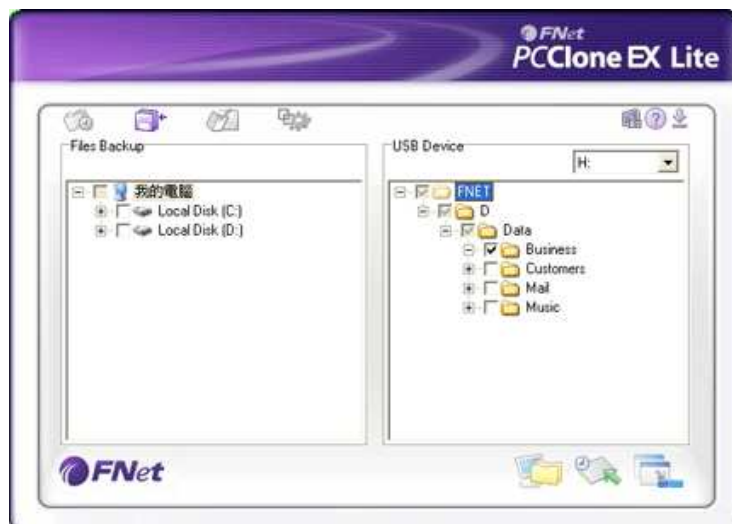 FNet
PCClone EX Lite
Files Backup
我的電腦
Local Disk (C:)
Local Disk (D:)
USB Device
H:
FNET
D
Data
Business
Customers
Mail
Music
FNet